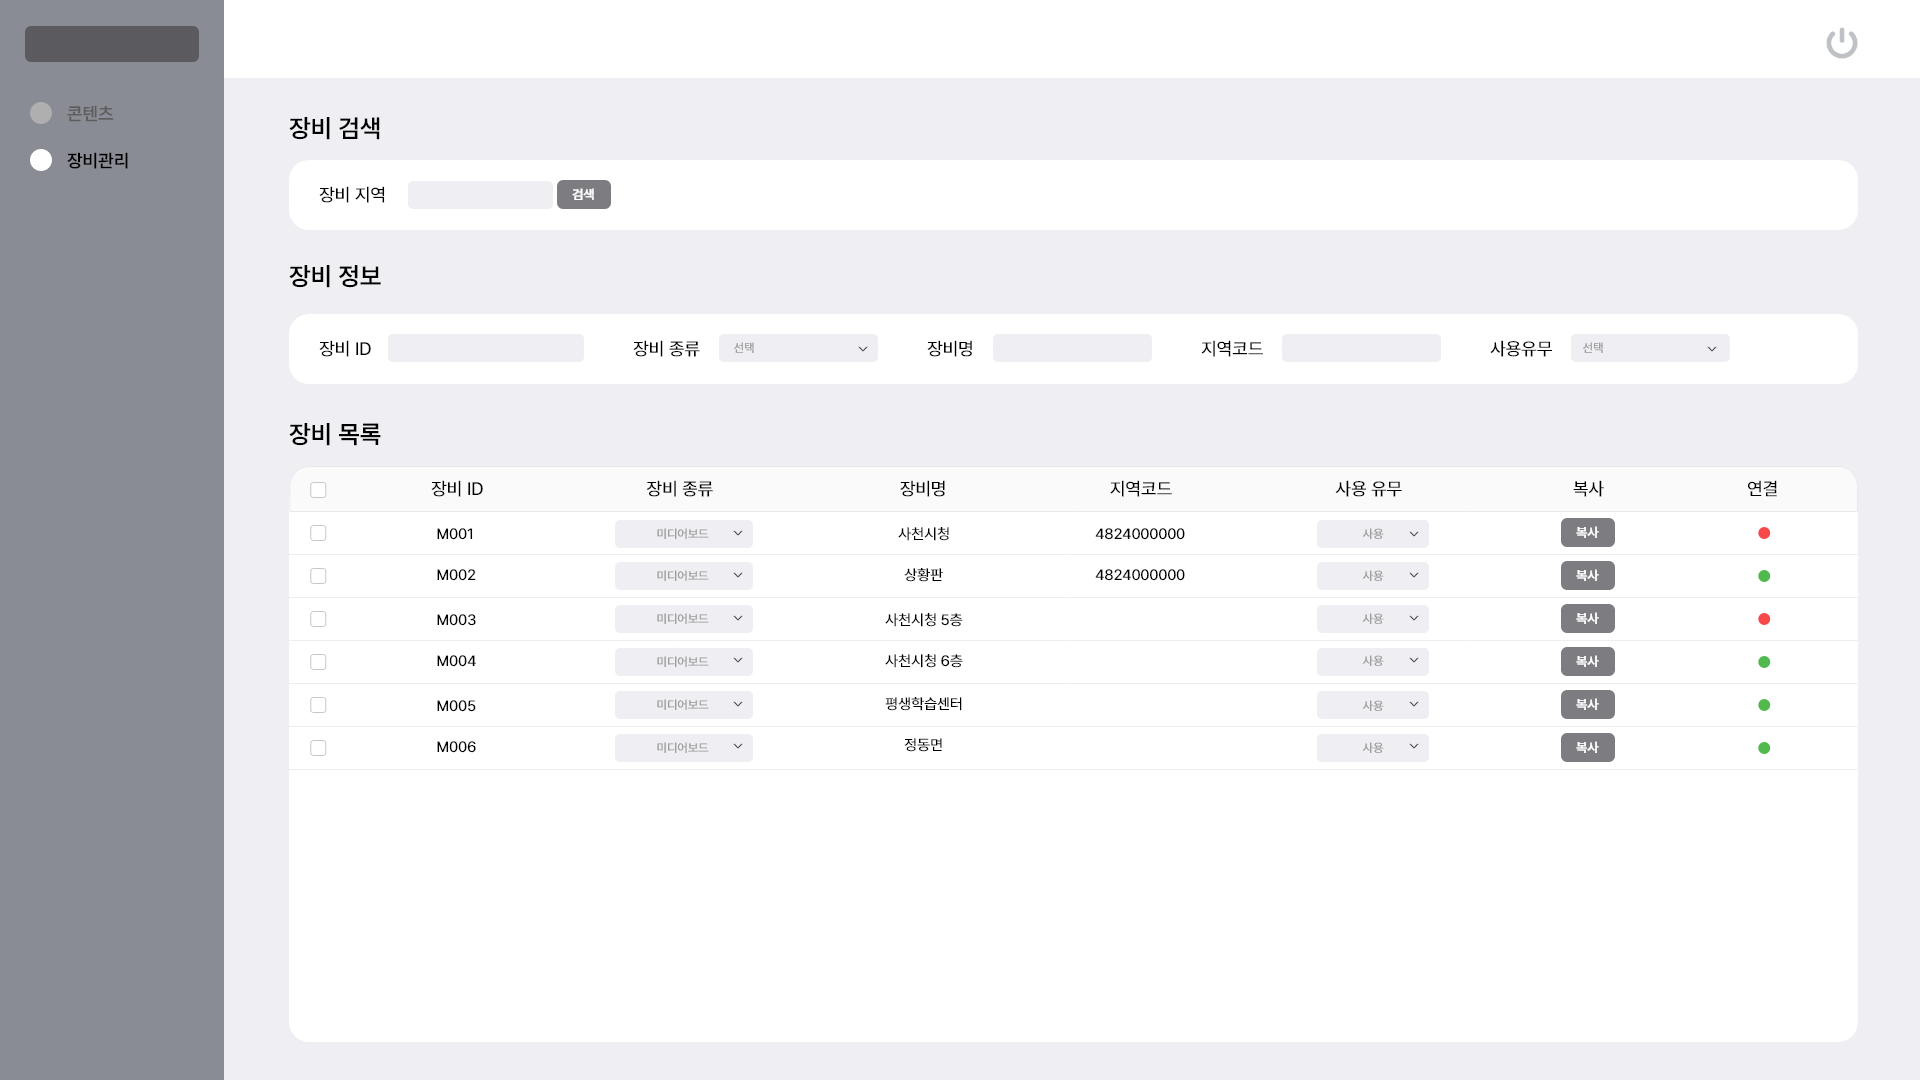 콘텐츠
장비관리
장비 검색
장비 지역 검색
장비 정보
장비 ID 장비 종류 선택 장비명 지역코드 사용유무 선택
장비 목록
장비 ID 장비 종류 장비명 지역코드 사용 유무 복사 연결
M001 미디어보드 사천시청 4824000000 사용 복사
M002 미디어보드 상황판 4824000000 사용 복사
M003 미디어보드 사천시청 5층 사용 복사
M004 미디어보드 사천시청 6층 사용 복사
M005 미디어보드 평생학습센터 사용 복사
M006 미디어보드 정동면 사용 복사